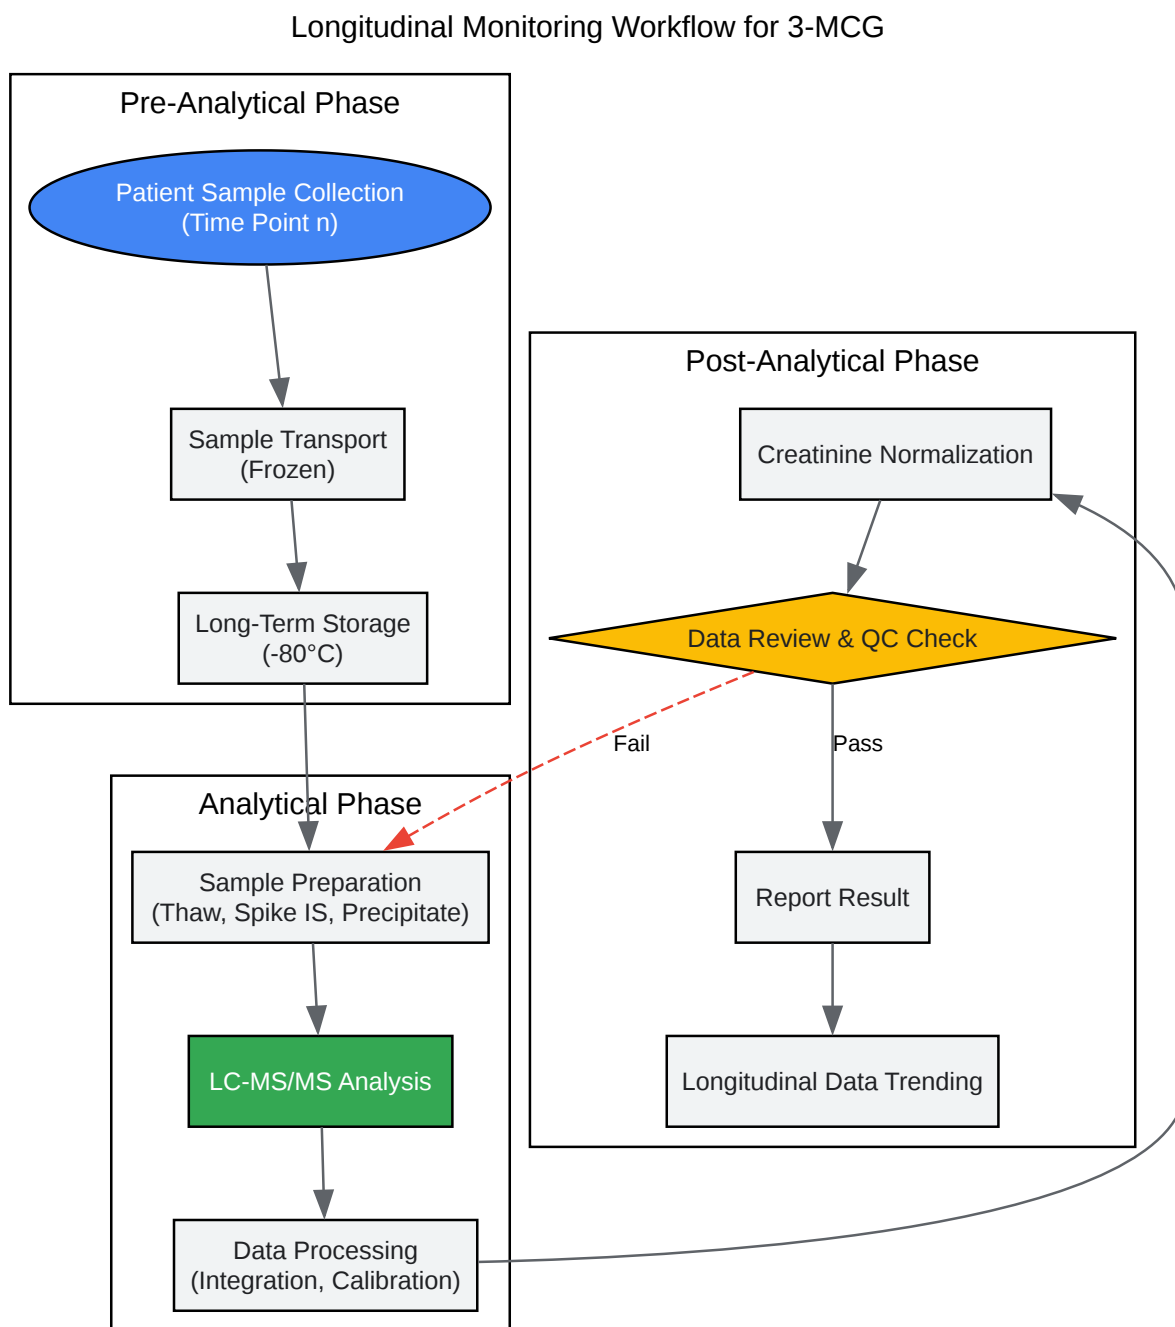 Longitudinal Monitoring Workflow for 3-MCG
Pre-Analytical Phase
Patient Sample Collection
(Time Point n)
Sample Transport
(Frozen)
Long-Term Storage
(-80°C)
Analytical Phase
Sample Preparation
(Thaw, Spike IS, Precipitate)
LC-MS/MS Analysis
Data Processing
(Integration, Calibration)
Post-Analytical Phase
Creatinine Normalization
Data Review & QC Check
Fail
Pass
Report Result
Longitudinal Data Trending